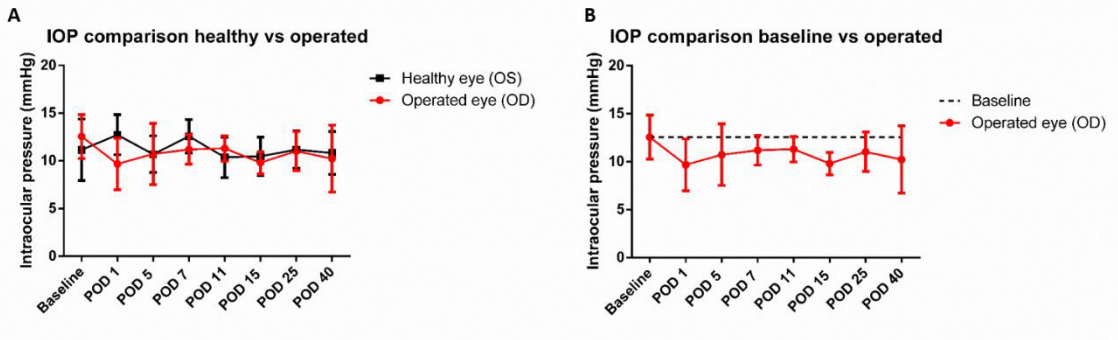 A
IOP comparison healthy vs operated
Intraocular pressure (mmHg)
20
15
10
5
0
Baseline
POD 1
POD 5
POD 7
POD 11
POD 15
POD 25
POD 40
Healthy eye (OS)
Operated eye (OD)
B
IOP comparison baseline vs operated
Intraocular pressure (mmHg)
20
15
10
5
0
Baseline
POD 1
POD 5
POD 7
POD 11
POD 15
POD 25
POD 40
Baseline
Operated eye (OD)